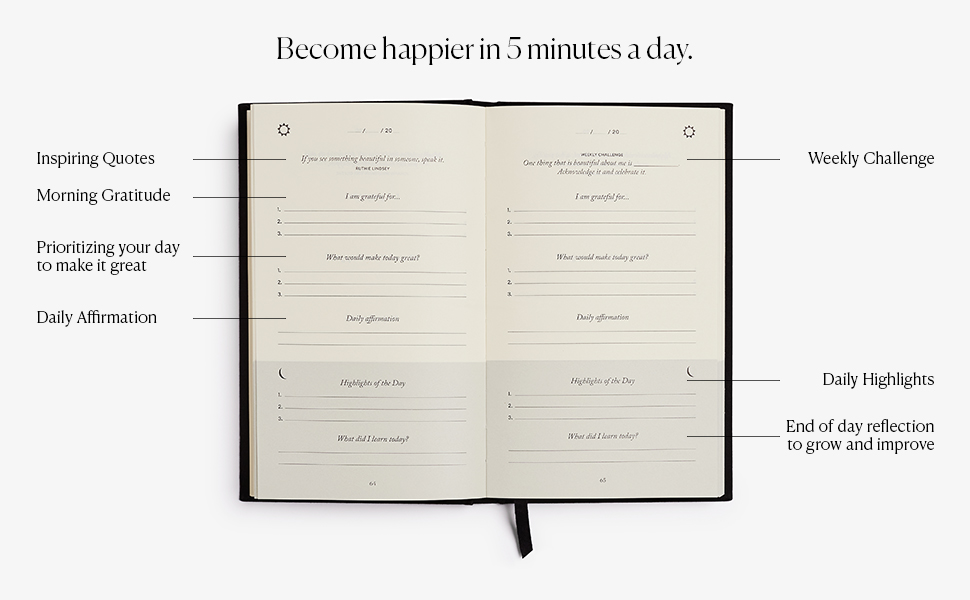 Become happier in 5 minutes a day.
Inspiring Quotes
Morning Gratitude
Prioritizing your day
to make it great
Daily Affirmation
/ / 20
If you see something beautiful in someone, speak it.
RUTHIE LINDSEY
I am grateful for...
1.
2.
3.
What would make today great?
1.
2.
3.
Daily affirmation
Highlights of the Day
1.
2.
3.
What did I learn today?
64
/ / 20
WEEKLY CHALLENGE
One thing that is beautiful about me is ________.
Acknowledge it and celebrate it.
I am grateful for...
1.
2.
3.
What would make today great?
1.
2.
3.
Daily affirmation
Highlights of the Day
1.
2.
3.
What did I learn today?
65
Weekly Challenge
Daily Highlights
End of day reflection
to grow and improve